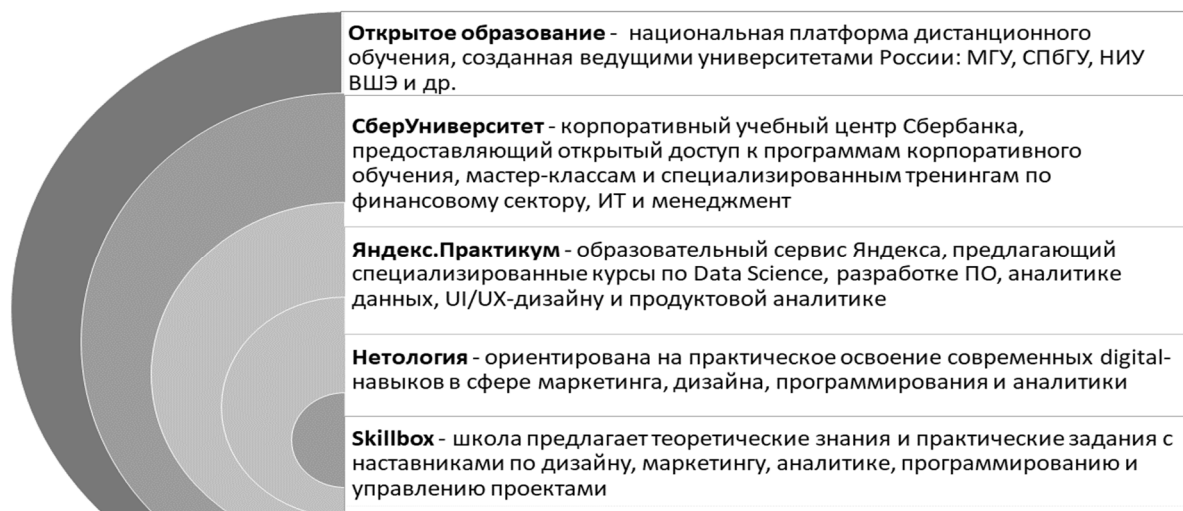 Открытое образование - национальная платформа дистанционного
обучения, созданная ведущими университетами России: МГУ, СПбГУ, НИУ
ВШЭ и др.
СберУниверситет - корпоративный учебный центр Сбербанка,
предоставляющий открытый доступ к программам корпоративного
обучения, мастер-классам и специализированным тренингам по
финансовому сектору, ИТ и менеджмент
Яндекс.Практикум - образовательный сервис Яндекса, предлагающий
специализированные курсы по Data Science, разработке ПО, аналитике
данных, UI/UX-дизайну и продуктовой аналитике
Нетология - ориентирована на практическое освоение современных digital-
навыков в сфере маркетинга, дизайна, программирования и аналитики
Skillbox - школа предлагает теоретические знания и практические задания с
наставниками по дизайну, маркетингу, аналитике, программированию и
управлению проектами